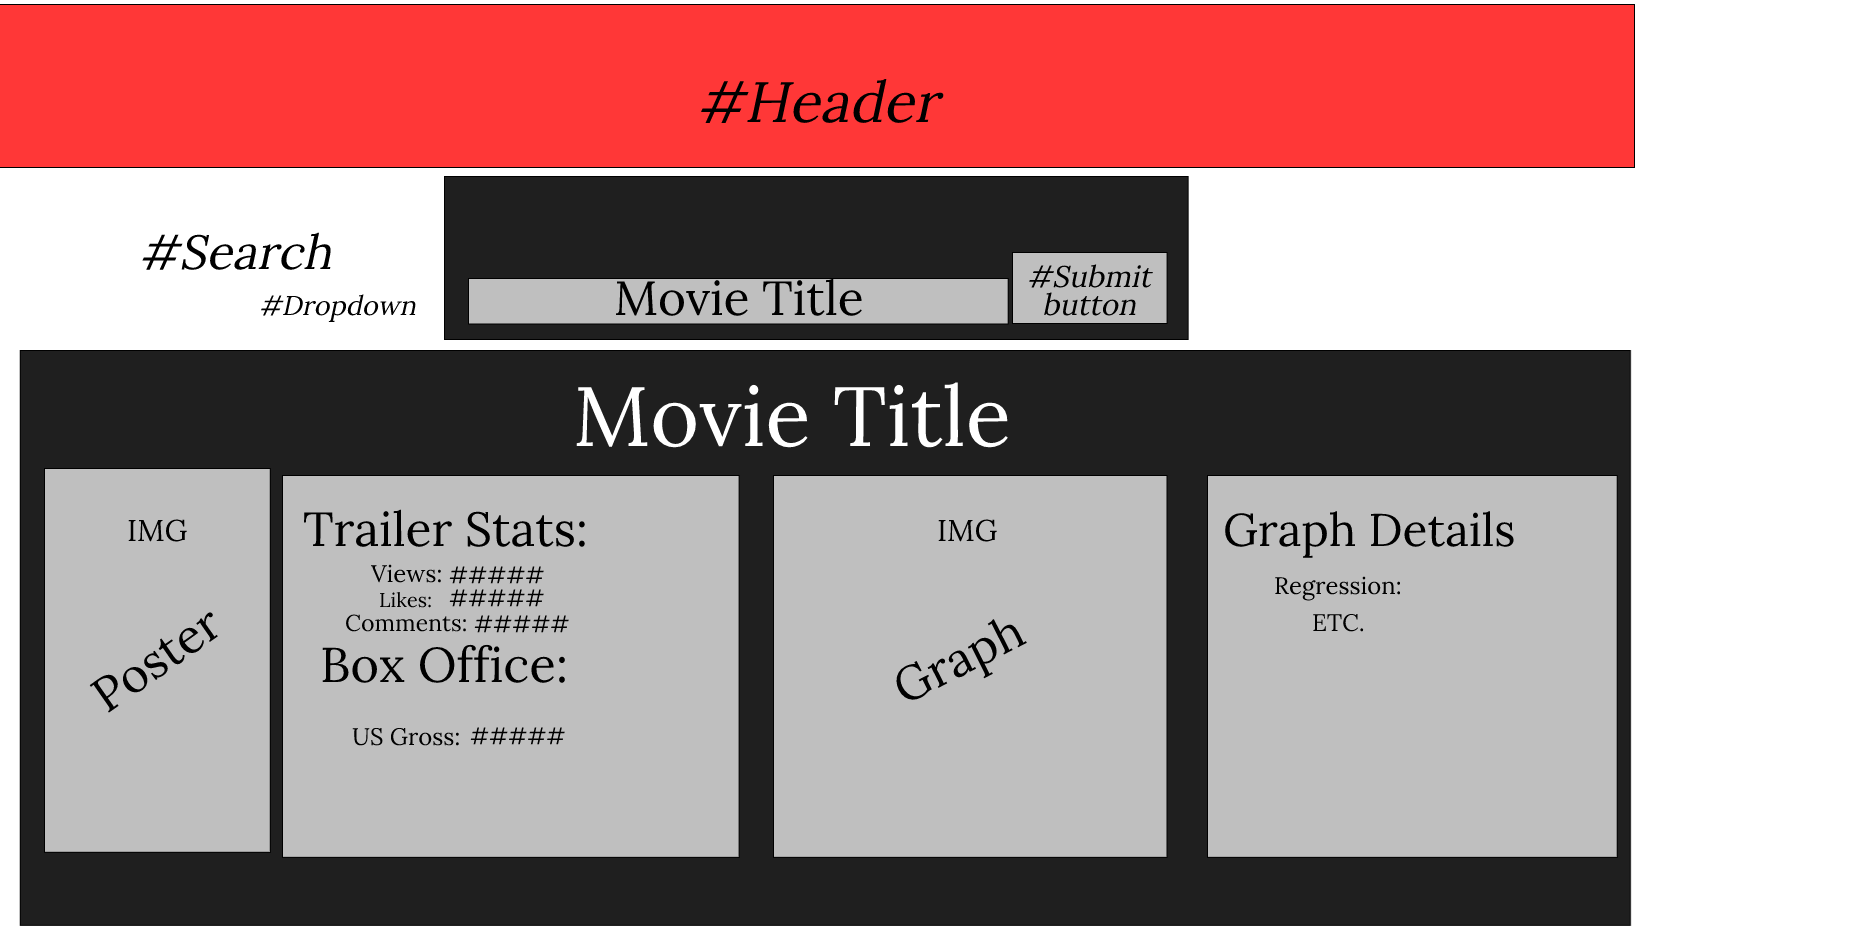 #Header
#Search
#Dropdown
Movie Title
#Submit
button
Movie Title
IMG
Poster
Trailer Stats:
Views: #####
Likes: #####
Comments: #####
Box Office:
US Gross: #####
IMG
Graph
Graph Details
Regression:
ETC.